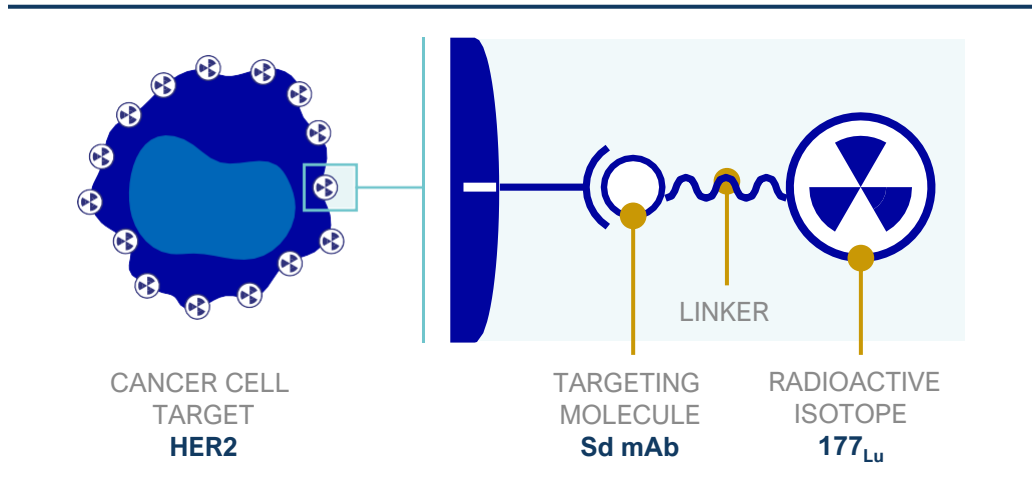 LINKER
CANCER CELL
TARGET
HER2
TARGETING
MOLECULE
Sd mAb
RADIOACTIVE
ISOTOPE
177Lu